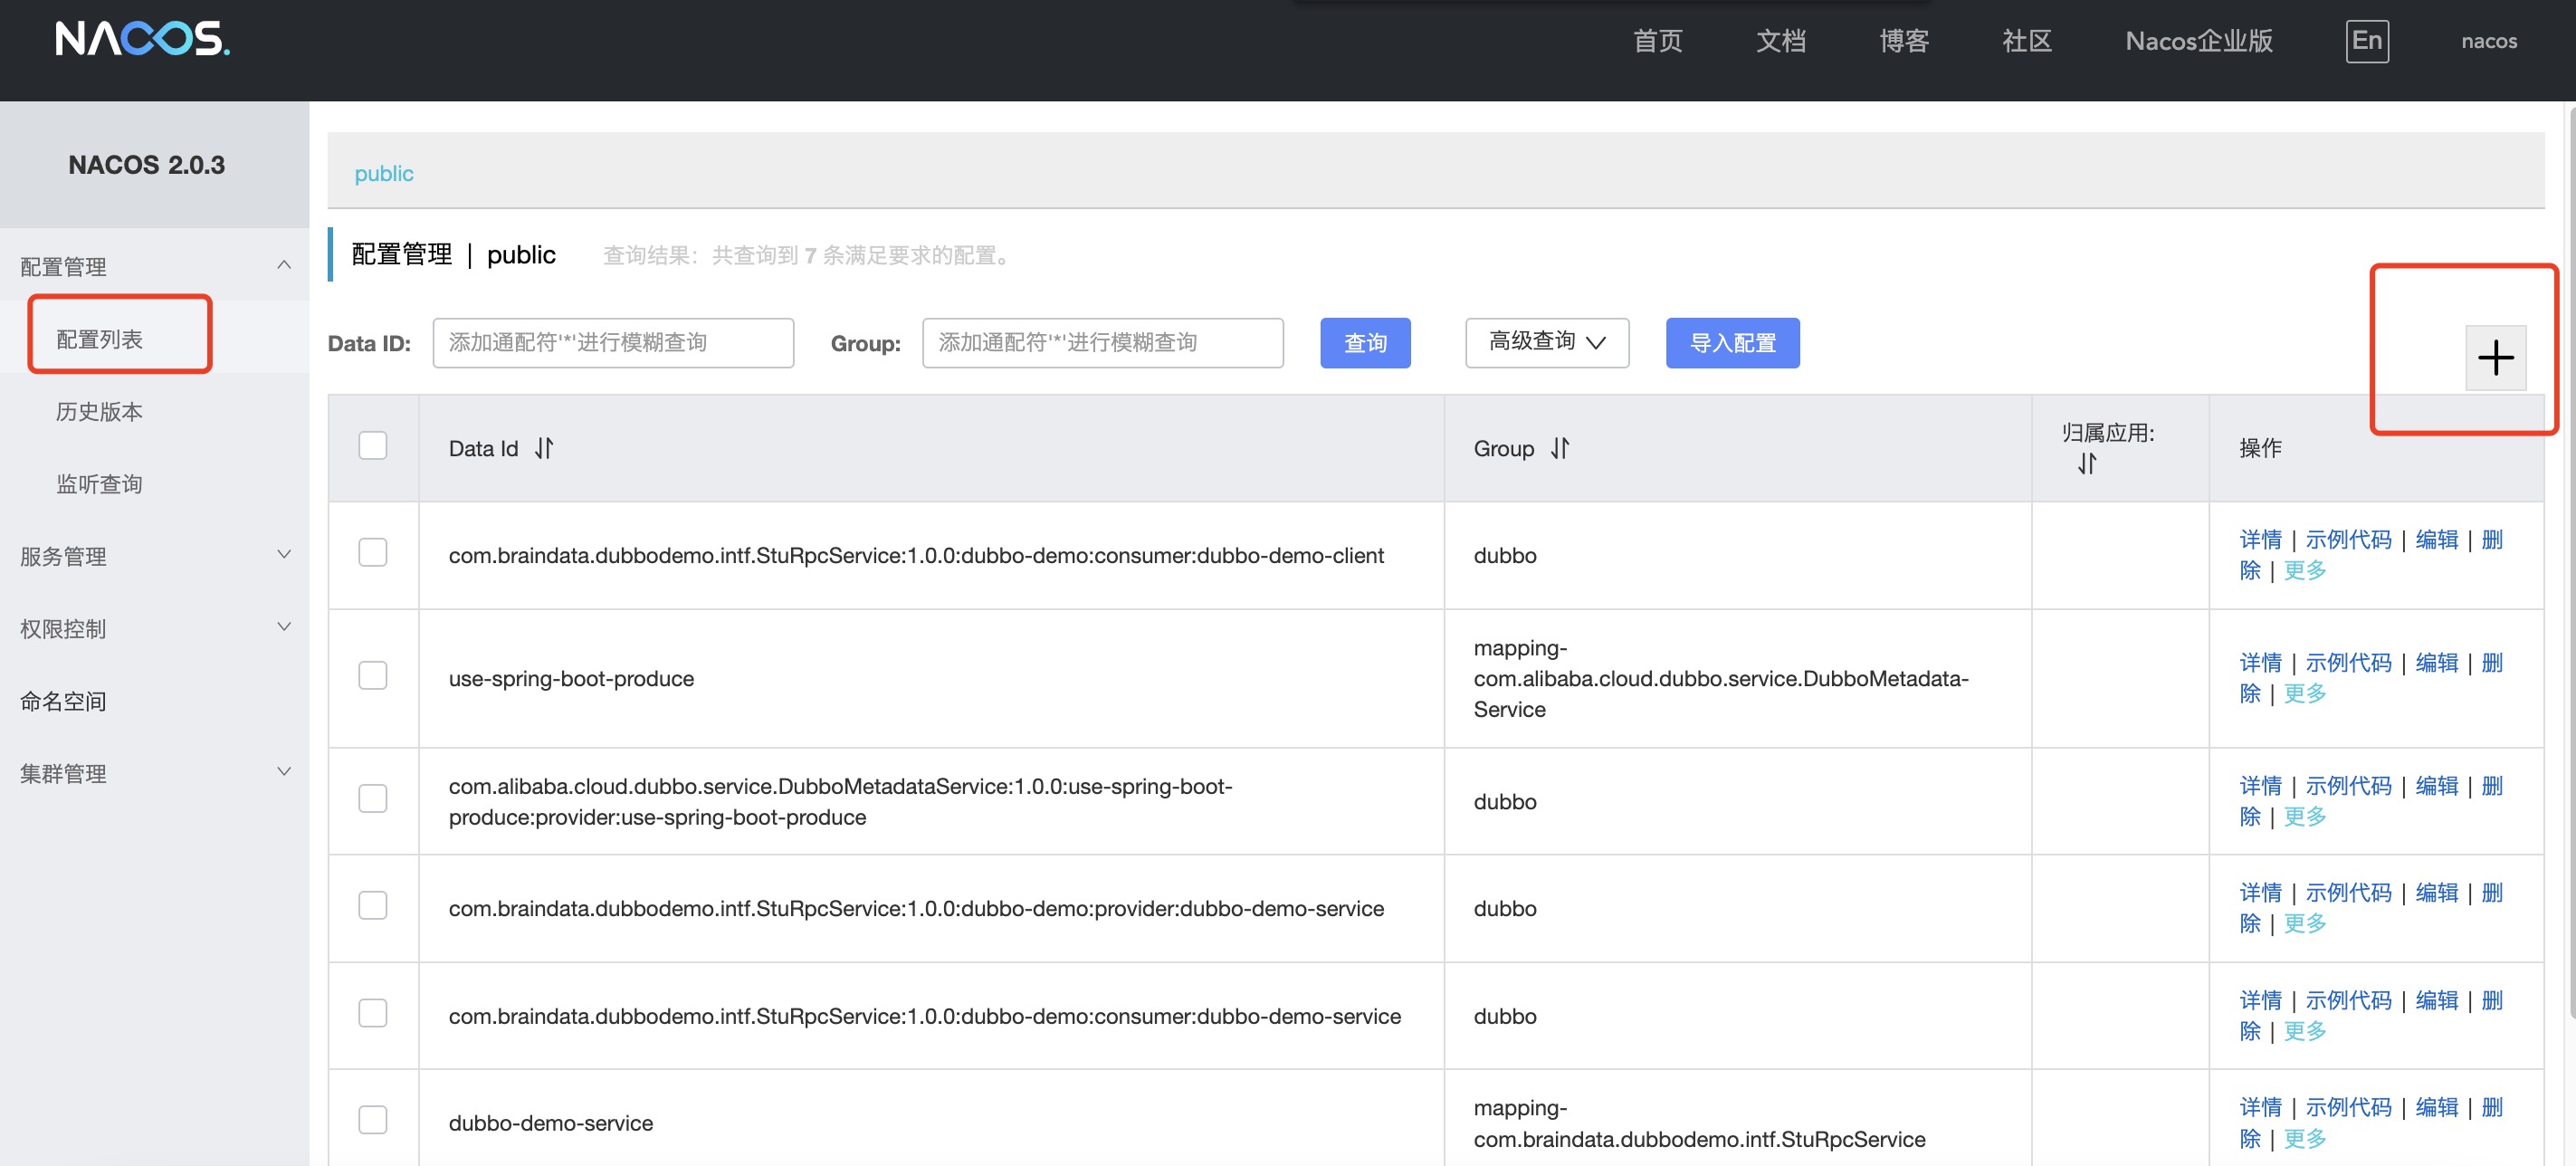 NACOS.
首页 文档 博客 社区 Nacos企业版 En nacos
NACOS 2.0.3
配置管理
配置列表
历史版本
监听查询
服务管理
权限控制
命名空间
集群管理
public
配置管理 | public 查询结果：共查询到 7 条满足要求的配置。
Data ID: 添加通配符'*'进行模糊查询 Group: 添加通配符'*'进行模糊查询 查询 高级查询 导入配置
Data Id Group 归属应用: 操作
com.braindata.dubbodemo.intf.StuRpcService:1.0.0:dubbo-demo:consumer:dubbo-demo-client dubbo 详情 | 示例代码 | 编辑 | 删
除 | 更多
use-spring-boot-produce
mapping-
com.alibaba.cloud.dubbo.service.DubboMetadata-
Service
详情 | 示例代码 | 编辑 | 删
除 | 更多
com.alibaba.cloud.dubbo.service.DubboMetadataService:1.0.0:use-spring-boot-
produce:provider:use-spring-boot-produce
dubbo
详情 | 示例代码 | 编辑 | 删
除 | 更多
com.braindata.dubbodemo.intf.StuRpcService:1.0.0:dubbo-demo:provider:dubbo-demo-service dubbo 详情 | 示例代码 | 编辑 | 删
除 | 更多
com.braindata.dubbodemo.intf.StuRpcService:1.0.0:dubbo-demo:consumer:dubbo-demo-service dubbo 详情 | 示例代码 | 编辑 | 删
除 | 更多
dubbo-demo-service
mapping-
com.braindata.dubbodemo.intf.StuRpcService
详情 | 示例代码 | 编辑 | 删
除 | 更多